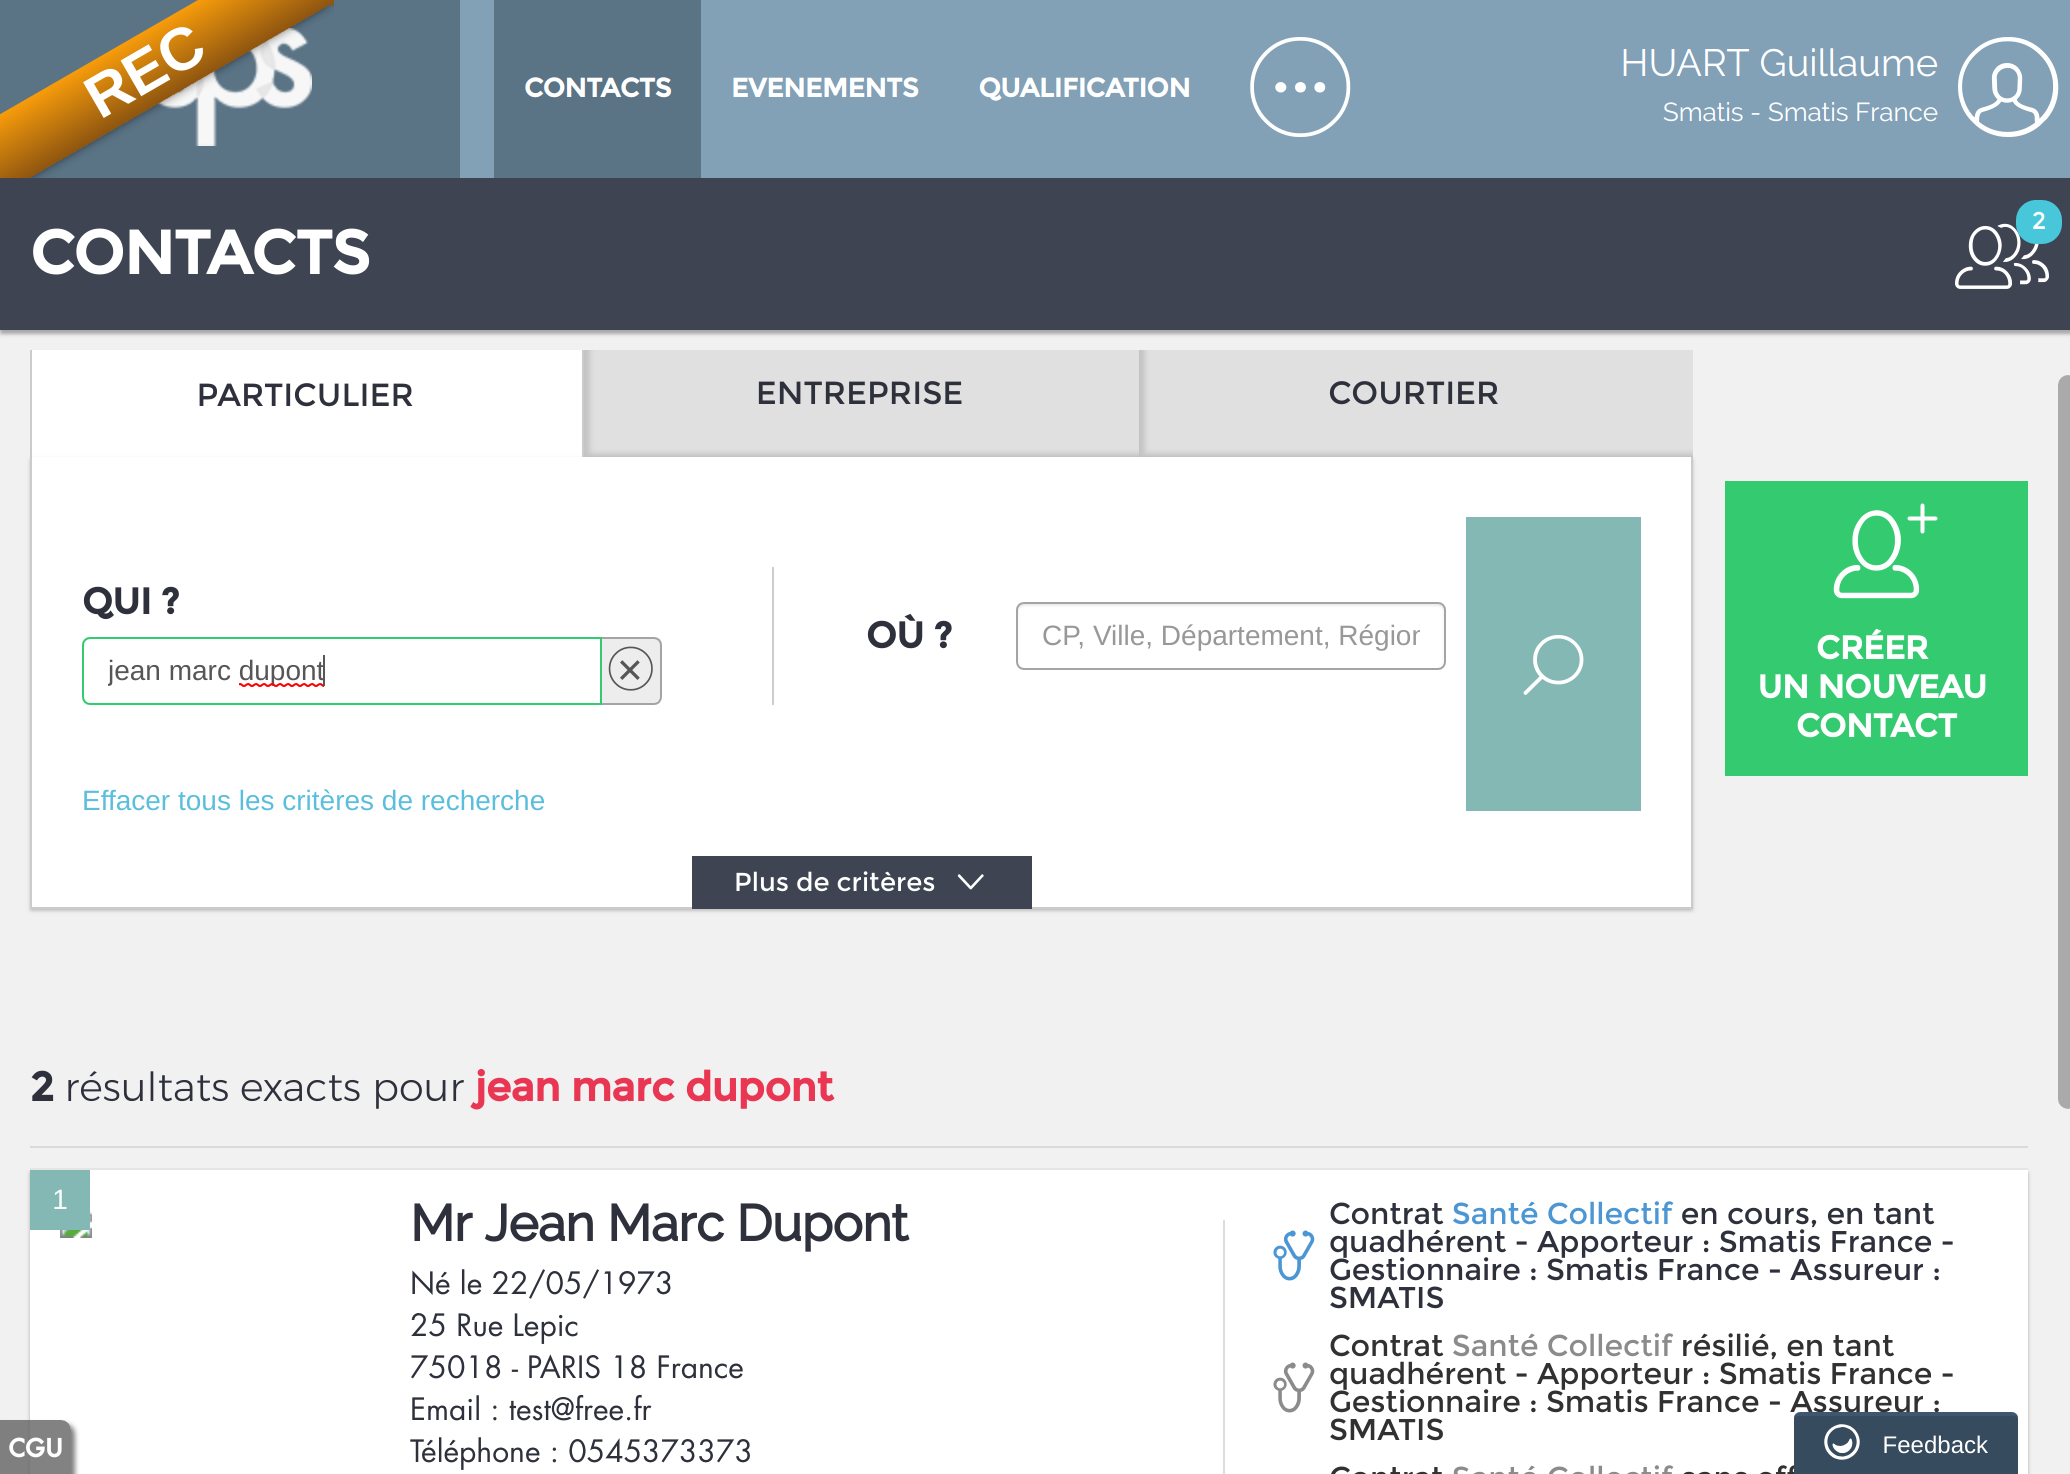 REC
CONTACTS
EVENEMENTS
QUALIFICATION
HUART Guillaume
Smatis - Smatis France
CONTACTS
2
PARTICULIER
ENTREPRISE
COURTIER
QUI ?
jean marc dupont
OÙ ?
CP, Ville, Département, Région
Effacer tous les critères de recherche
Plus de critères
CRÉER
UN NOUVEAU
CONTACT
2 résultats exacts pour jean marc dupont
1
Mr Jean Marc Dupont
Né le 22/05/1973
25 Rue Lepic
75018 - PARIS 18 France
Email : test@free.fr
Téléphone : 0545373373
Contrat Santé Collectif en cours, en tant
quadhérent - Apporteur : Smatis France -
Gestionnaire : Smatis France - Assureur :
SMATIS
Contrat Santé Collectif résilié, en tant
quadhérent - Apporteur : Smatis France -
Gestionnaire : Smatis France - Assureur :
SMATIS
Contrat Santé Collectif sans
CGU
Feedback